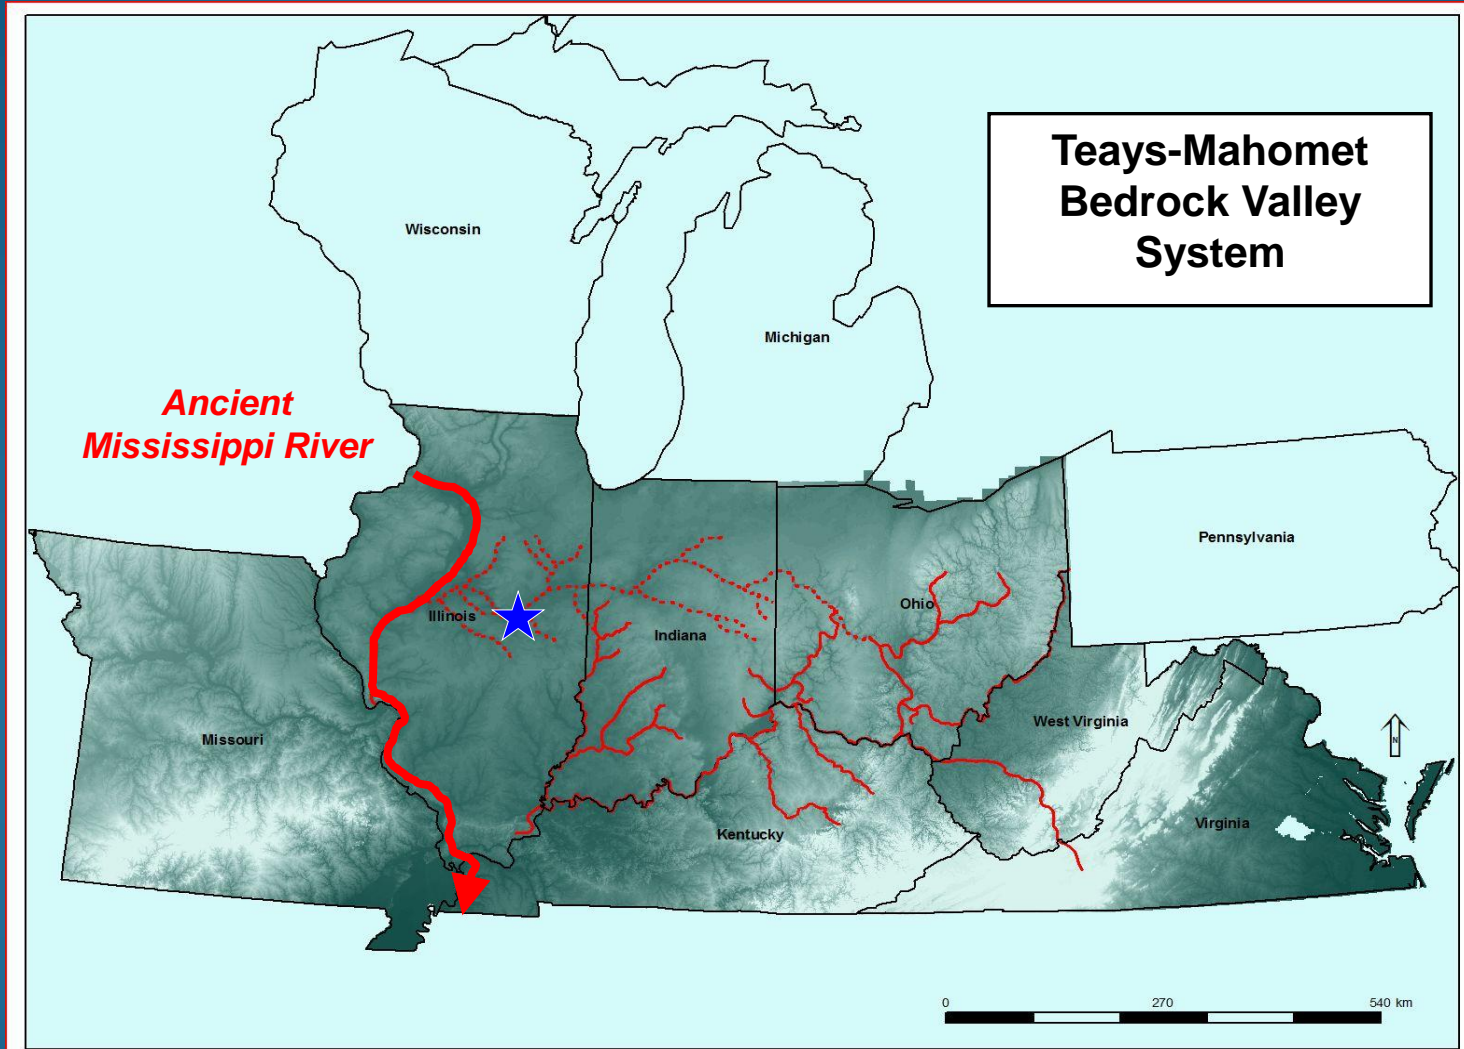 Teays-Mahomet
Bedrock Valley
System
Wisconsin
Michigan
Ancient
Mississippi River
Pennsylvania
Illinois
Ohio
Indiana
West Virginia
Missouri
N
Kentucky
Virginia
0 270 540 km